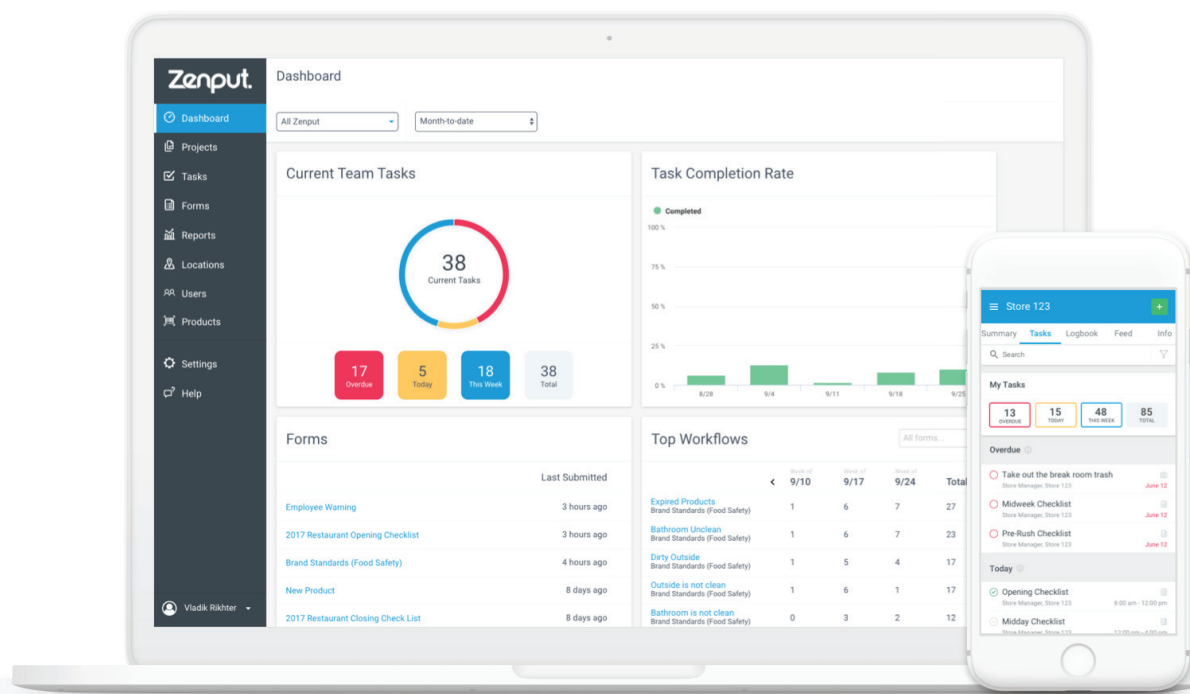 Zenput.
Dashboard
Projects
Tasks
Forms
Reports
Locations
Users
Products
Settings
Help
Vladik Rikhter
Dashboard
All Zenput
Month-to-date
Current Team Tasks
38
Current Tasks
17
Overdue
5
Today
18
This Week
38
Total
Task Completion Rate
Completed
100 %
75 %
50 %
25 %
0 %
8/28 9/4 9/11 9/18 9/25
Forms
Last Submitted
Employee Warning 3 hours ago
2017 Restaurant Opening Checklist 3 hours ago
Brand Standards (Food Safety) 4 hours ago
New Product 8 days ago
2017 Restaurant Closing Check List 8 days ago
Top Workflows
All forms...
Week of Week of Week of
9/10 9/17 9/24 Total
Expired Products
Brand Standards (Food Safety) 1 6 7 27
Bathroom Unclean
Brand Standards (Food Safety) 1 6 7 23
Dirty Outside
Brand Standards (Food Safety) 1 5 4 17
Outside is not clean
Brand Standards (Food Safety) 1 6 1 17
Bathroom is not clean
Brand Standards (Food Safety) 0 3 2 12
Store 123
Summary Tasks Logbook Feed Info
Search
My Tasks
13 15 48 85
OVERDUE TODAY THIS WEEK TOTAL
Overdue
Take out the break room trash
Store Manager, Store 123 June 12
Midweek Checklist
Store Manager, Store 123 June 12
Pre-Rush Checklist
Store Manager, Store 123 June 12
Today
Opening Checklist
Store Manager, Store 123 9:00 am - 12:00 pm
Midday Checklist
Store Manager, Store 123 12:00 pm - 4:00 pm